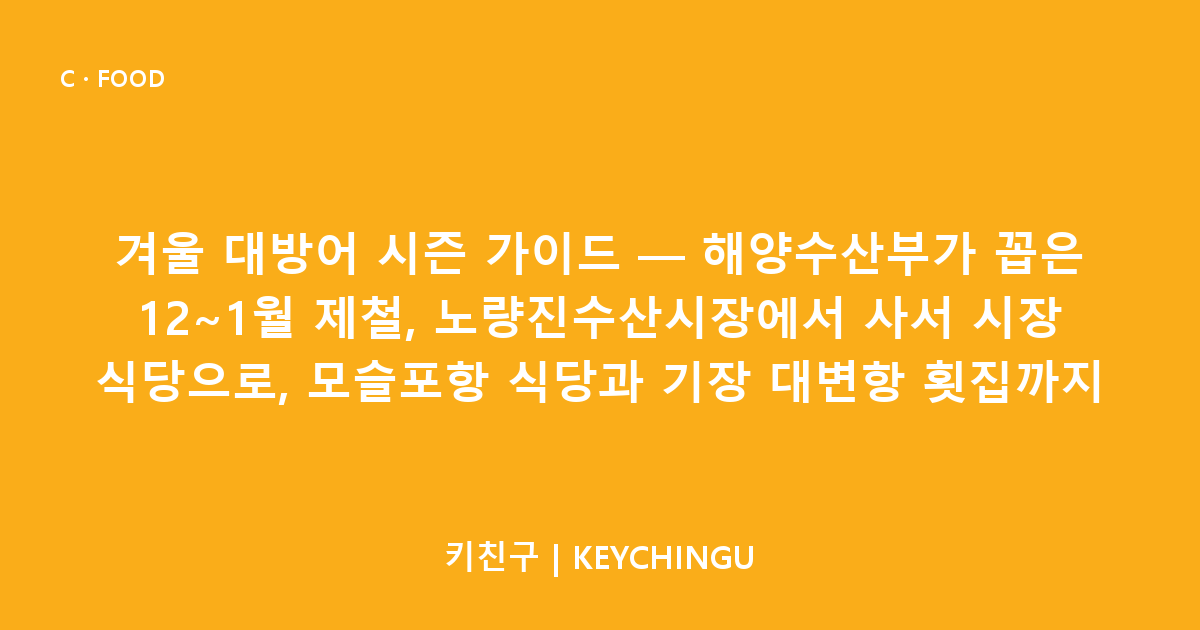 C · FOOD
겨울 대방어 시즌 가이드 — 해양수산부가 꼽은
12~1월 제철, 노량진수산시장에서 사서 시장
식당으로, 모슬포항 식당과 기장 대변항 횟집까지
키친구 | KEYCHINGU